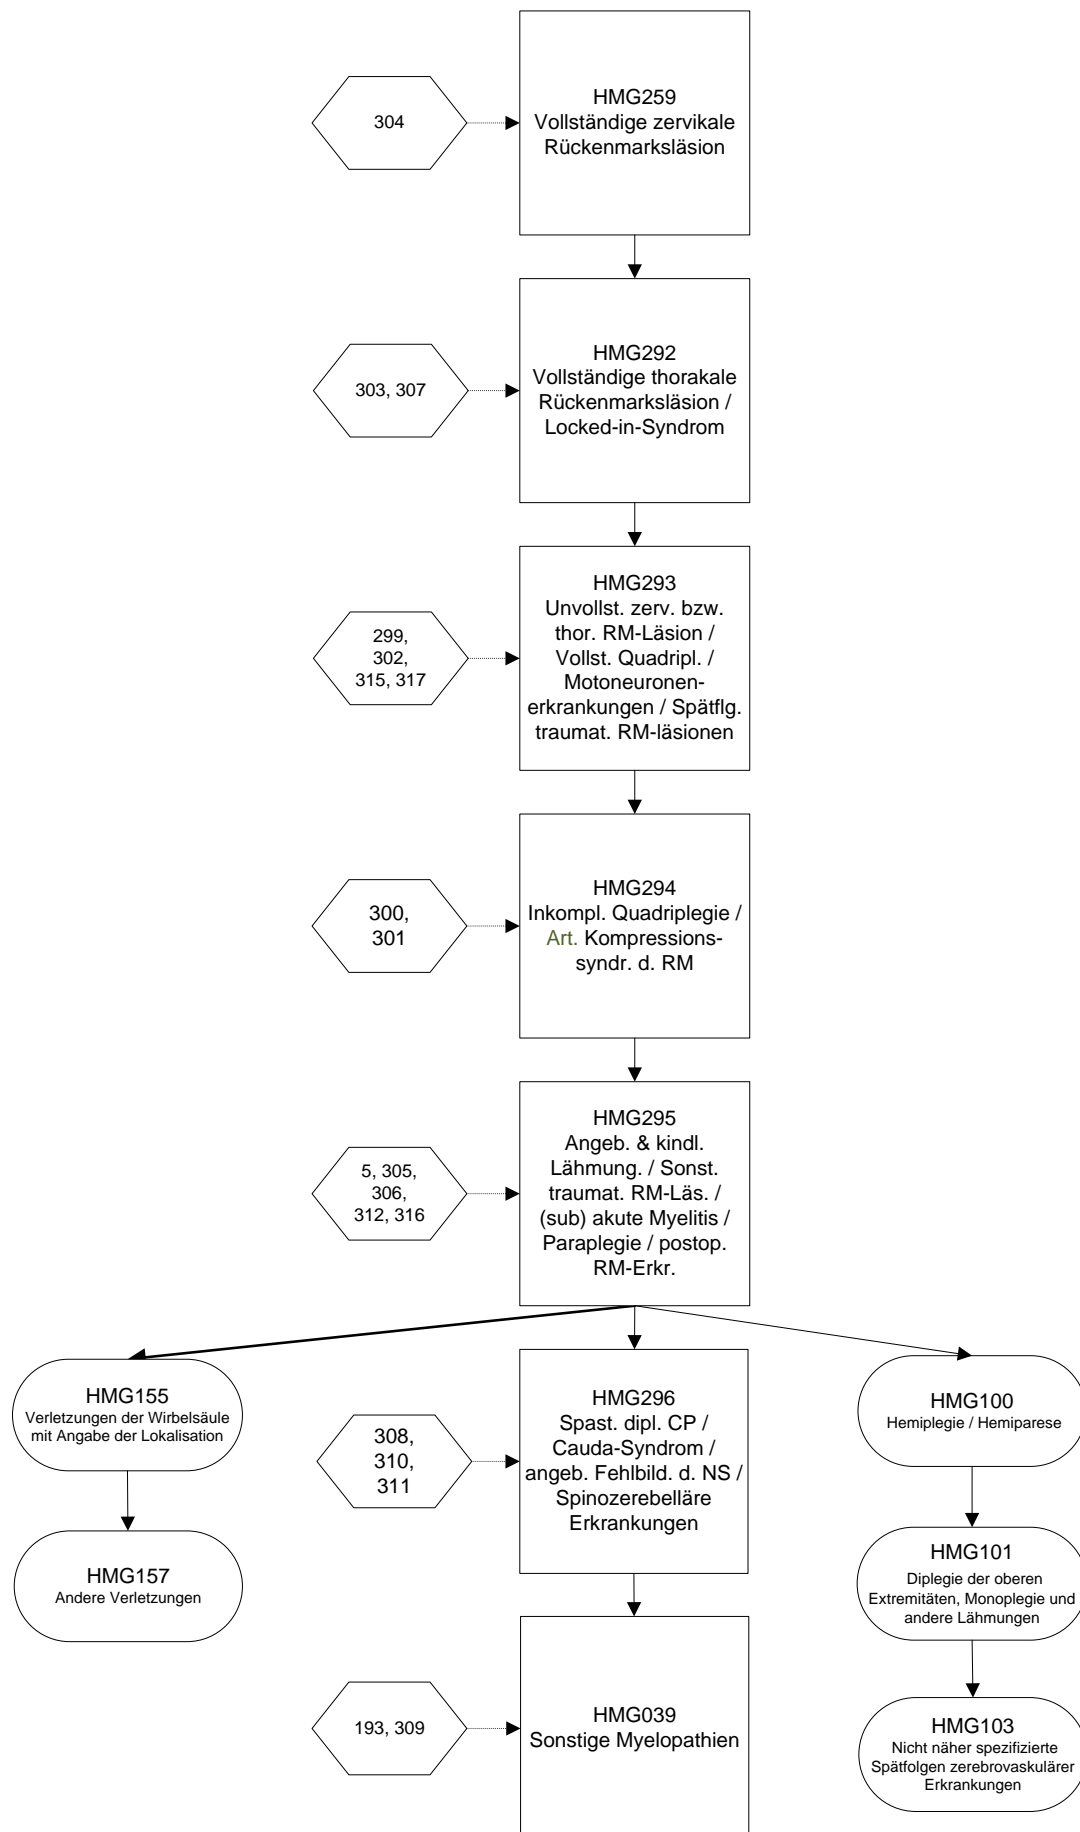 304
HMG259
Vollständige zervikale
Rückenmarksläsion
303, 307
HMG292
Vollständige thorakale
Rückenmarksläsion /
Locked-in-Syndrom
299,
302,
315, 317
HMG293
Unvollst. zerv. bzw.
thor. RM-Läsion /
Vollst. Quadripl. /
Motoneuronen-
erkrankungen / Spätflg.
traumat. RM-läsionen
300,
301
HMG294
Inkompl. Quadriplegie /
Art. Kompressions-
syndr. d. RM
5, 305,
306,
312, 316
HMG295
Angeb. & kindl.
Lähmung. / Sonst.
traumat. RM-Läs. /
(sub) akute Myelitis /
Paraplegie / postop.
RM-Erkr.
HMG155
Verletzungen der Wirbelsäule
mit Angabe der Lokalisation
HMG157
Andere Verletzungen
308,
310,
311
HMG296
Spast. dipl. CP /
Cauda-Syndrom /
angeb. Fehlbild. d. NS /
Spinozerebelläre
Erkrankungen
193, 309
HMG039
Sonstige Myelopathien
HMG100
Hemiplegie / Hemiparese
HMG101
Diplegie der oberen
Extremitäten, Monoplegie und
andere Lähmungen
HMG103
Nicht näher spezifizierte
Spätfolgen zerebrovaskulärer
Erkrankungen